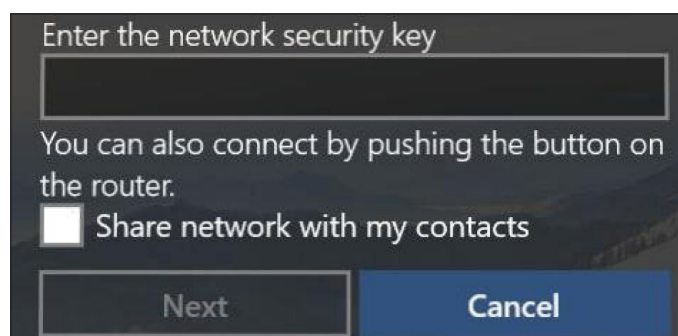 Enter the network security key
You can also connect by pushing the button on
the router.
Share network with my contacts
Next
Cancel